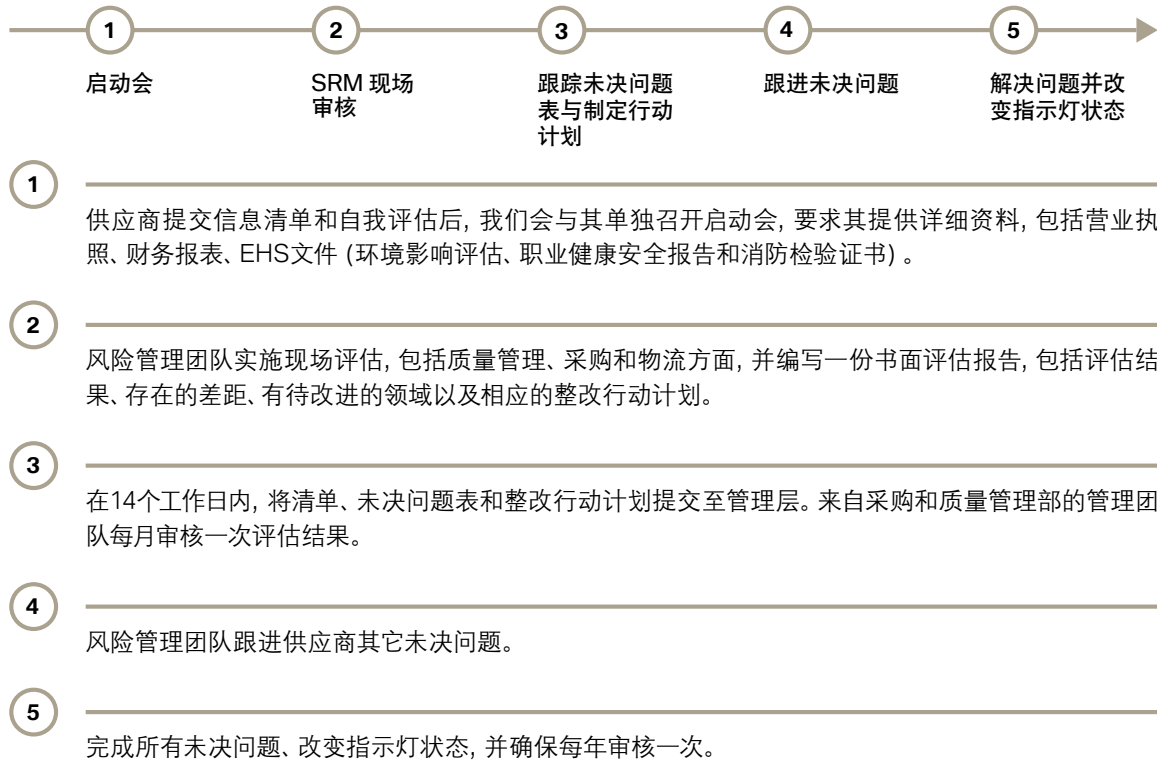 1 2 3 4 5
启动会
SRM 现场
审核
跟踪未决问题
表与制定行动
计划
跟进未决问题
解决问题并改
变指示灯状态
1
供应商提交信息清单和自我评估后, 我们会与其单独召开启动会, 要求其提供详细资料, 包括营业执
照、财务报表、EHS文件 (环境影响评估、职业健康安全报告和消防检验证书) 。
2
风险管理团队实施现场评估, 包括质量管理、采购和物流方面, 并编写一份书面评估报告, 包括评估结
果、存在的差距、有待改进的领域以及相应的整改行动计划。
3
在14个工作日内, 将清单、未决问题表和整改行动计划提交至管理层。来自采购和质量管理部的管理团
队每月审核一次评估结果。
4
风险管理团队跟进供应商其它未决问题。
5
完成所有未决问题、改变指示灯状态, 并确保每年审核一次。